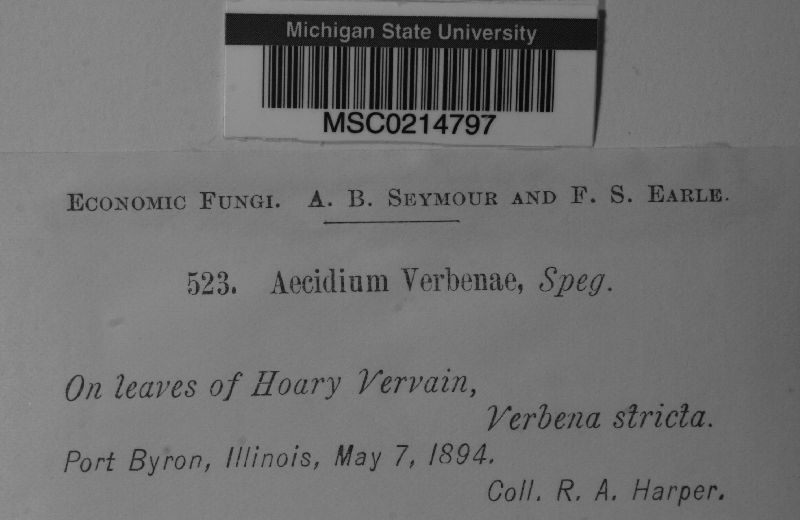 Michigan State University
MSC0214797
ECONOMIC FUNGI. A. B. SEYMOUR AND F. S. EARLE.
523. Aecidium Verbenae, Speg.
On leaves of Hoary Vervain,
Verbena stricta.
Port Byron, Illinois, May 7, 1894.
Coll. R. A. Harper.